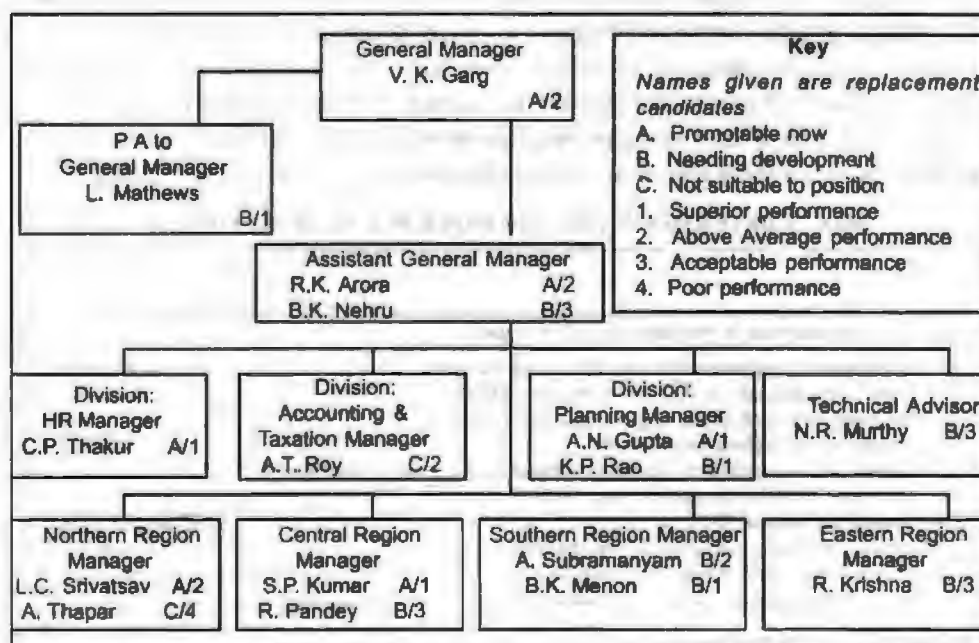 General Manager
V. K. Garg
A/2
Key
Names given are replacement
candidates
A. Promotable now
B. Needing development
C. Not suitable to position
1. Superior performance
2. Above Average performance
3. Acceptable performance
4. Poor performance
P A to
General Manager
L. Mathews
B/1
Assistant General Manager
R.K. Arora A/2
B.K. Nehru B/3
Division:
HR Manager
C.P. Thakur A/1
Division:
Accounting &
Taxation Manager
A.T.. Roy C/2
Division:
Planning Manager
A.N. Gupta A/1
K.P. Rao B/1
Technical Advisor
N.R. Murthy B/3
Northern Region
Manager
L.C. Srivatsav A/2
A. Thapar C/4
Central Region
Manager
S.P. Kumar A/1
R. Pandey B/3
Southern Region Manager
A. Subramanyam B/2
B.K. Menon B/1
Eastern Region
Manager
R. Krishna B/3